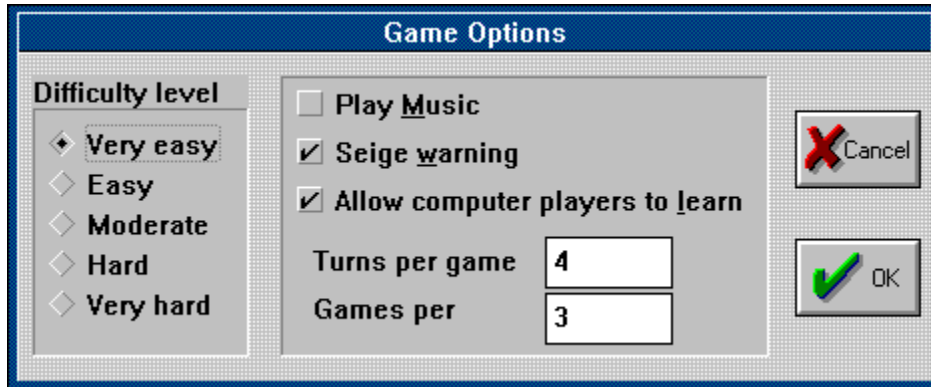 Game Options
Difficulty level
Very easy
Easy
Moderate
Hard
Very hard
Play Music
Seige warning
Allow computer players to learn
Turns per game 4
Games per 3
Cancel
OK